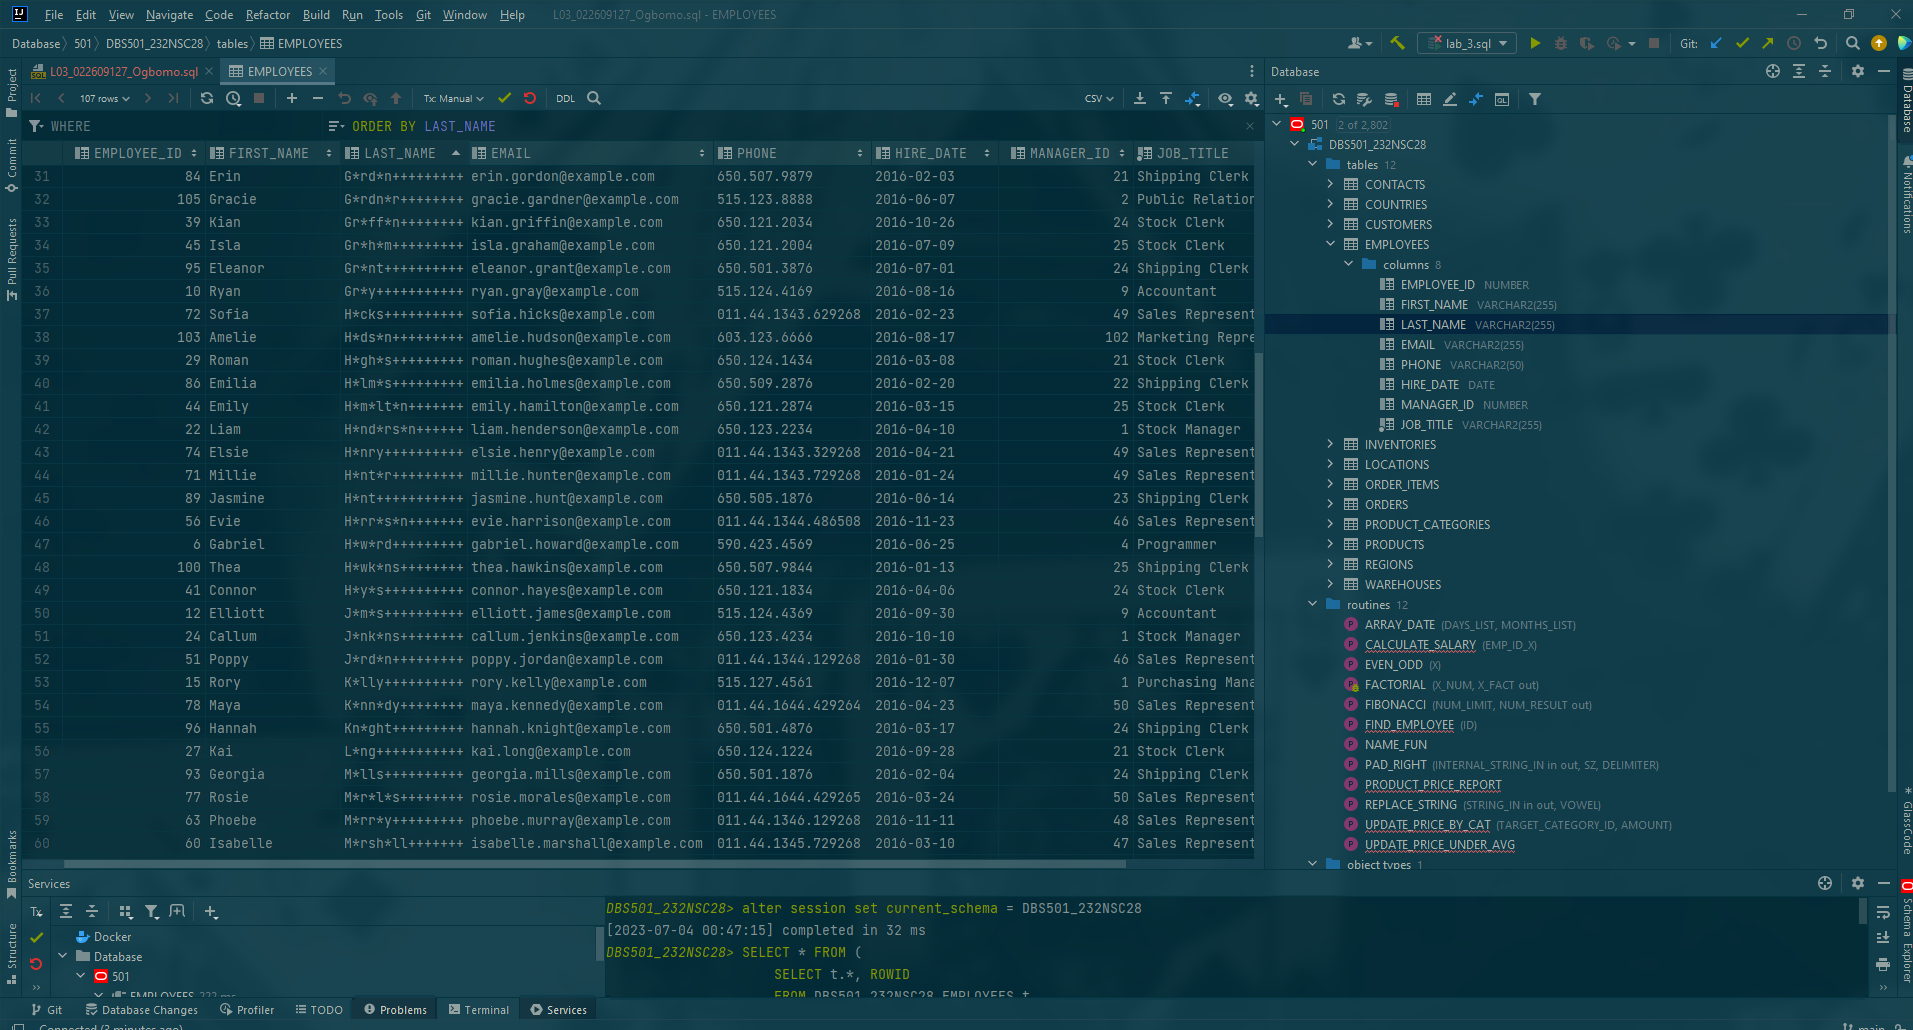 File Edit View Navigate Code Refactor Build Run Tools Git Window Help L03_022609127_Ogbomo.sql - EMPLOYEES
Database 501 DBS501_232NSC28 tables EMPLOYEES lab_3.sql Git:
L03_022609127_Ogbomo.sql EMPLOYEES
107 rows Tx: Manual DDL CSV
WHERE ORDER BY LAST_NAME
EMPLOYEE_ID FIRST_NAME LAST_NAME EMAIL PHONE HIRE_DATE MANAGER_ID JOB_TITLE
31 84 Erin G*rd*n+++++++++ erin.gordon@example.com 650.507.9879 2016-02-03 21 Shipping Clerk
32 105 Gracie G*rdn*r++++++++ gracie.gardner@example.com 515.123.8888 2016-06-07 2 Public Relation
33 39 Kian Gr*ff*n++++++++ kian.griffin@example.com 650.121.2034 2016-10-26 24 Stock Clerk
34 45 Isla Gr*h*m+++++++++ isla.graham@example.com 650.121.2004 2016-07-09 25 Stock Clerk
35 95 Eleanor Gr*nt++++++++++ eleanor.grant@example.com 650.501.3876 2016-07-01 24 Shipping Clerk
36 10 Ryan Gr*y+++++++++++ ryan.gray@example.com 515.124.4169 2016-08-16 9 Accountant
37 72 Sofia H*cks++++++++++ sofia.hicks@example.com 011.44.1343.629268 2016-02-23 49 Sales Represent
38 103 Amelie H*ds*n+++++++++ amelie.hudson@example.com 603.123.6666 2016-08-17 102 Marketing Repre
39 29 Roman H*gh*s+++++++++ roman.hughes@example.com 650.124.1434 2016-03-08 21 Stock Clerk
40 86 Emilia H*lm*s+++++++++ emilia.holmes@example.com 650.509.2876 2016-02-20 22 Shipping Clerk
41 44 Emily H*m*lt*n+++++++ emily.hamilton@example.com 650.121.2874 2016-03-15 25 Stock Clerk
42 22 Liam H*nd*rs*n++++++ liam.henderson@example.com 650.123.2234 2016-04-10 1 Stock Manager
43 74 Elsie H*nry++++++++++ elsie.henry@example.com 011.44.1343.329268 2016-04-21 49 Sales Represent
44 71 Millie H*nt*r+++++++++ millie.hunter@example.com 011.44.1343.729268 2016-01-24 49 Sales Represent
45 89 Jasmine H*nt+++++++++++ jasmine.hunt@example.com 650.505.1876 2016-06-14 23 Shipping Clerk
46 56 Evie H*rr*s*n+++++++ evie.harrison@example.com 011.44.1344.486508 2016-11-23 46 Sales Represent
47 6 Gabriel H*w*rd+++++++++ gabriel.howard@example.com 590.423.4569 2016-06-25 4 Programmer
48 100 Thea H*wk*ns++++++++ thea.hawkins@example.com 650.507.9844 2016-01-13 25 Shipping Clerk
49 41 Connor H*y*s++++++++++ connor.hayes@example.com 650.121.1834 2016-04-06 24 Stock Clerk
50 12 Elliott J*m*s++++++++++ elliott.james@example.com 515.124.4369 2016-09-30 9 Accountant
51 24 Callum J*nk*ns++++++++ callum.jenkins@example.com 650.123.4234 2016-10-10 1 Stock Manager
52 51 Poppy J*rd*n+++++++++ poppy.jordan@example.com 011.44.1344.129268 2016-01-30 46 Sales Represent
53 15 Rory K*lly++++++++++ rory.kelly@example.com 515.127.4561 2016-12-07 1 Purchasing Mana
54 78 Maya K*nn*dy++++++++ maya.kennedy@example.com 011.44.1644.429264 2016-04-23 50 Sales Represent
55 96 Hannah Kn*ght+++++++++ hannah.knight@example.com 650.501.4876 2016-03-17 24 Shipping Clerk
56 27 Kai L*ng+++++++++++ kai.long@example.com 650.124.1224 2016-09-28 21 Stock Clerk
57 93 Georgia M*lls++++++++++ georgia.mills@example.com 650.501.1876 2016-02-04 24 Shipping Clerk
58 77 Rosie M*r*l*s++++++++ rosie.morales@example.com 011.44.1644.429265 2016-03-24 50 Sales Represent
59 63 Phoebe M*rr*y+++++++++ phoebe.murray@example.com 011.44.1346.129268 2016-11-11 48 Sales Represent
60 60 Isabelle M*rsh*ll+++++++ isabelle.marshall@example.com 011.44.1345.729268 2016-03-10 47 Sales Represent
Database
501 2 of 2,802
DBS501_232NSC28
tables 12
CONTACTS
COUNTRIES
CUSTOMERS
EMPLOYEES
columns 8
EMPLOYEE_ID NUMBER
FIRST_NAME VARCHAR2(255)
LAST_NAME VARCHAR2(255)
EMAIL VARCHAR2(255)
PHONE VARCHAR2(50)
HIRE_DATE DATE
MANAGER_ID NUMBER
JOB_TITLE VARCHAR2(255)
INVENTORIES
LOCATIONS
ORDER_ITEMS
ORDERS
PRODUCT_CATEGORIES
PRODUCTS
REGIONS
WAREHOUSES
routines 12
ARRAY_DATE (DAYS_LIST, MONTHS_LIST)
CALCULATE_SALARY (EMP_ID_X)
EVEN_ODD (X)
FACTORIAL (X_NUM, X_FACT out)
FIBONACCI (NUM_LIMIT, NUM_RESULT out)
FIND_EMPLOYEE (ID)
NAME_FUN
PAD_RIGHT (INTERNAL_STRING_IN in out, SZ, DELIMITER)
PRODUCT_PRICE_REPORT
REPLACE_STRING (STRING_IN in out, VOWEL)
UPDATE_PRICE_BY_CAT (TARGET_CATEGORY_ID, AMOUNT)
UPDATE_PRICE_UNDER_AVG
object types 1
Project
Commit
Pull Requests
Bookmarks
Structure
Database
Notifications
GlassCode
Schema Explorer
Services
Tx
Docker
Database
501
EMPLOYEES 222 ms
DBS501_232NSC28> alter session set current_schema = DBS501_232NSC28
[2023-07-04 00:47:15] completed in 32 ms
DBS501_232NSC28> SELECT * FROM (
SELECT t.*, ROWID
FROM DBS501_232NSC28.EMPLOYEES t
Git Database Changes Profiler TODO Problems Terminal Services
Connected (3 minutes ago) main